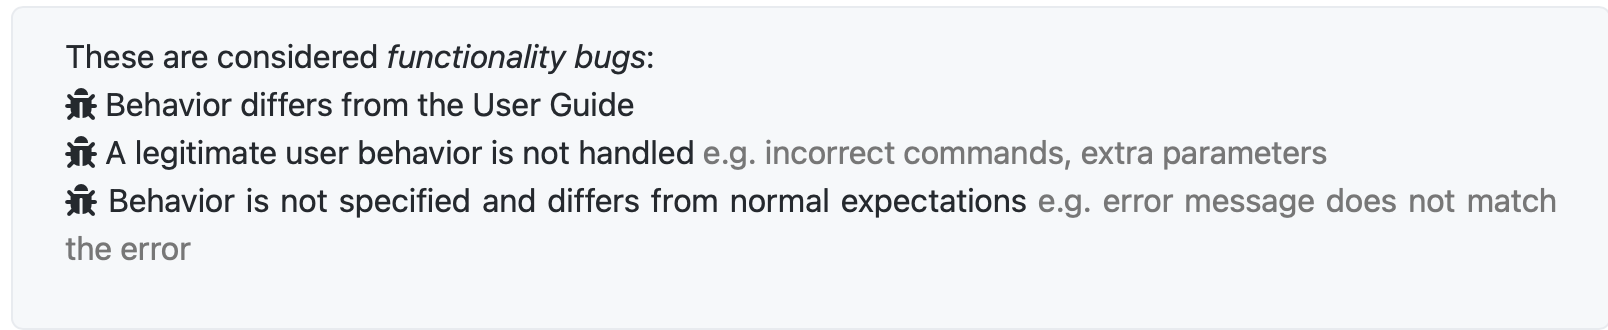 These are considered functionality bugs:
Behavior differs from the User Guide
A legitimate user behavior is not handled e.g. incorrect commands, extra parameters
Behavior is not specified and differs from normal expectations e.g. error message does not match
the error